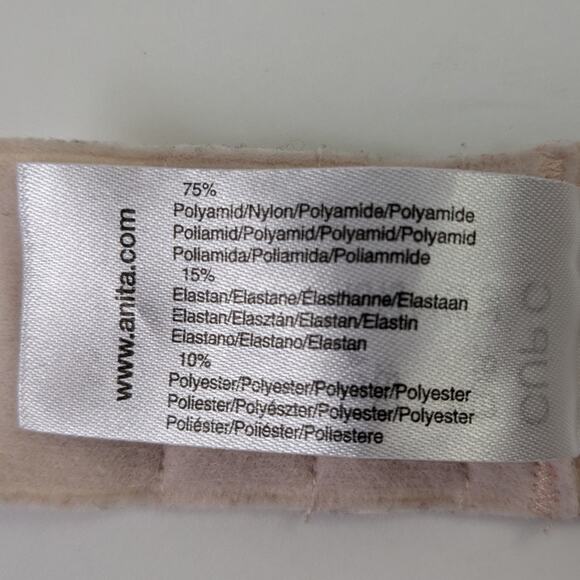 www.anita.com
75%
Polyamid/Nylon/Polyamide/Polyamide
Poliamid/Polyamid/Polyamid/Polyamid
Poliamida/Poliamida/Poliammide
15%
Elastan/Elastane/Élasthanne/Elastaan
Elastan/Elasztán/Elastan/Elastin
Elastano/Elastano/Elastan
10%
Polyester/Polyester/Polyester/Polyester
Poliester/Polyészter/Polyester/Polyester
Poliéster/Poliéster/Poliestere